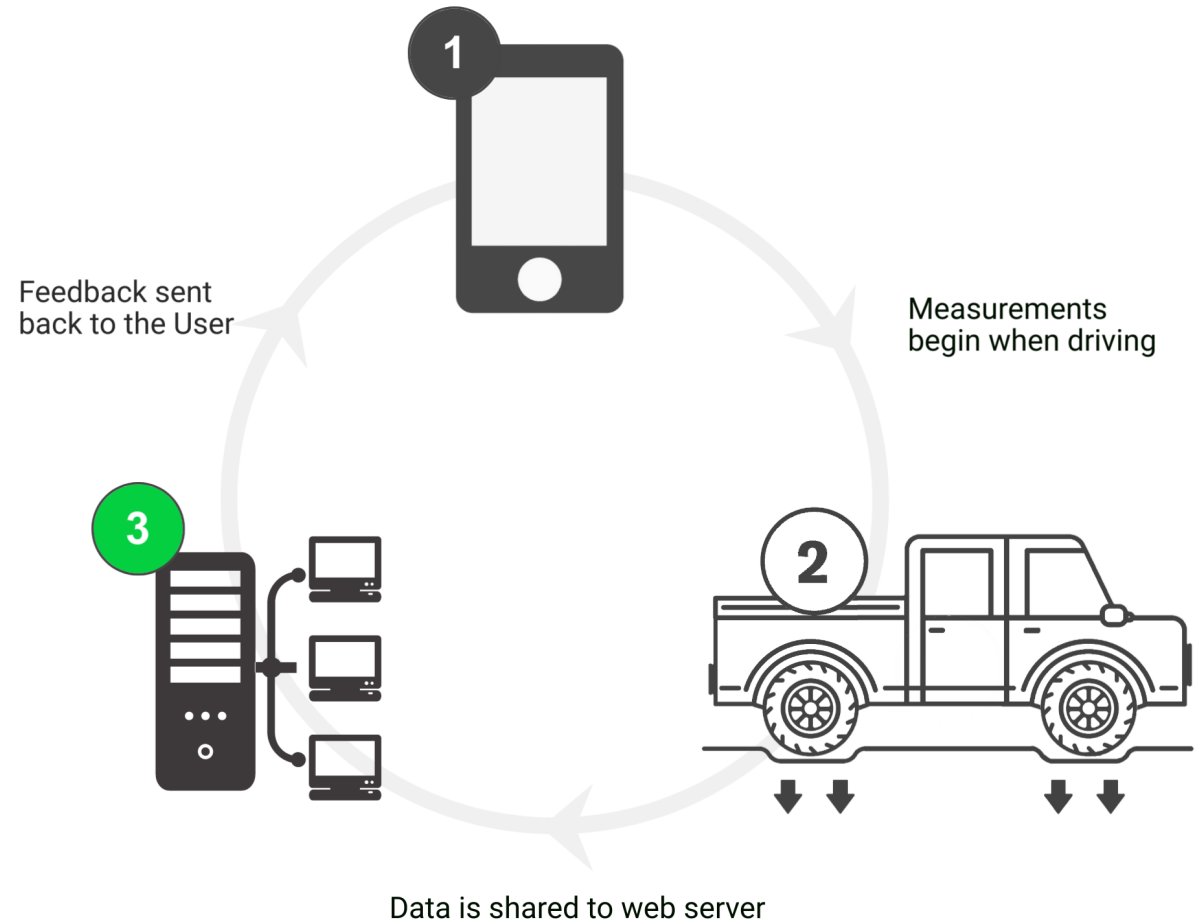 1
Feedback sent
back to the User
Measurements
begin when driving
3
2
Data is shared to web server